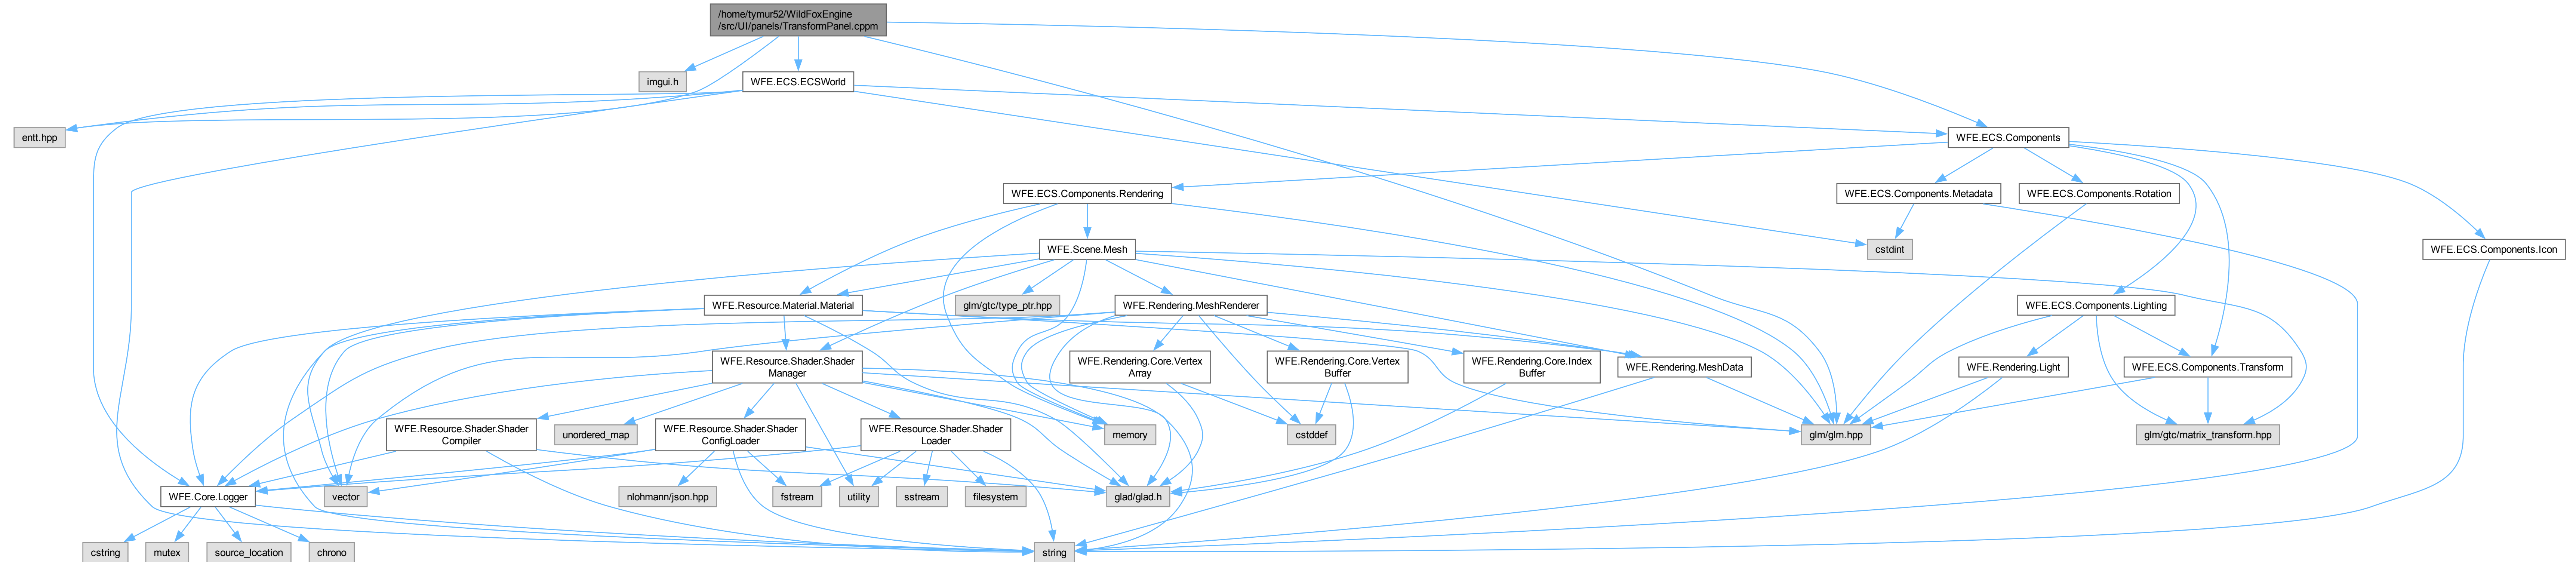 /home/tymur52/WildFoxEngine
/src/UI/panels/TransformPanel.cppm
imgui.h
WFE.ECS.ECSWorld
entt.hpp
WFE.ECS.Components
WFE.ECS.Components.Rendering
WFE.ECS.Components.Metadata
WFE.ECS.Components.Rotation
WFE.Scene.Mesh
cstdint
WFE.ECS.Components.Icon
WFE.Resource.Material.Material
glm/gtc/type_ptr.hpp
WFE.Rendering.MeshRenderer
WFE.ECS.Components.Lighting
WFE.Resource.Shader.Shader
Manager
WFE.Rendering.Core.Vertex
Array
WFE.Rendering.Core.Vertex
Buffer
WFE.Rendering.Core.Index
Buffer
WFE.Rendering.MeshData
WFE.Rendering.Light
WFE.ECS.Components.Transform
WFE.Resource.Shader.Shader
Compiler
unordered_map
WFE.Resource.Shader.Shader
ConfigLoader
WFE.Resource.Shader.Shader
Loader
memory
cstddef
glm/glm.hpp
glm/gtc/matrix_transform.hpp
WFE.Core.Logger
vector
nlohmann/json.hpp
fstream
utility
sstream
filesystem
glad/glad.h
cstring
mutex
source_location
chrono
string